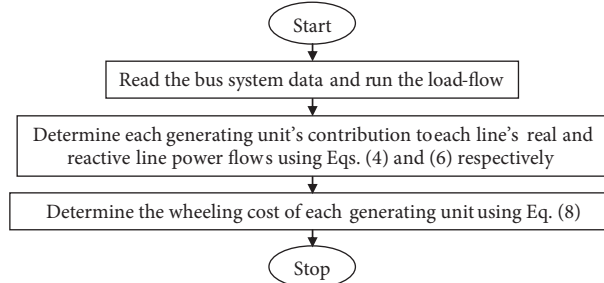 Start
Read the bus system data and run the load-flow
Determine each generating unit's contribution to each line's real and
reactive line power flows using Eqs. (4) and (6) respectively
Determine the wheeling cost of each generating unit using Eq. (8)
Stop